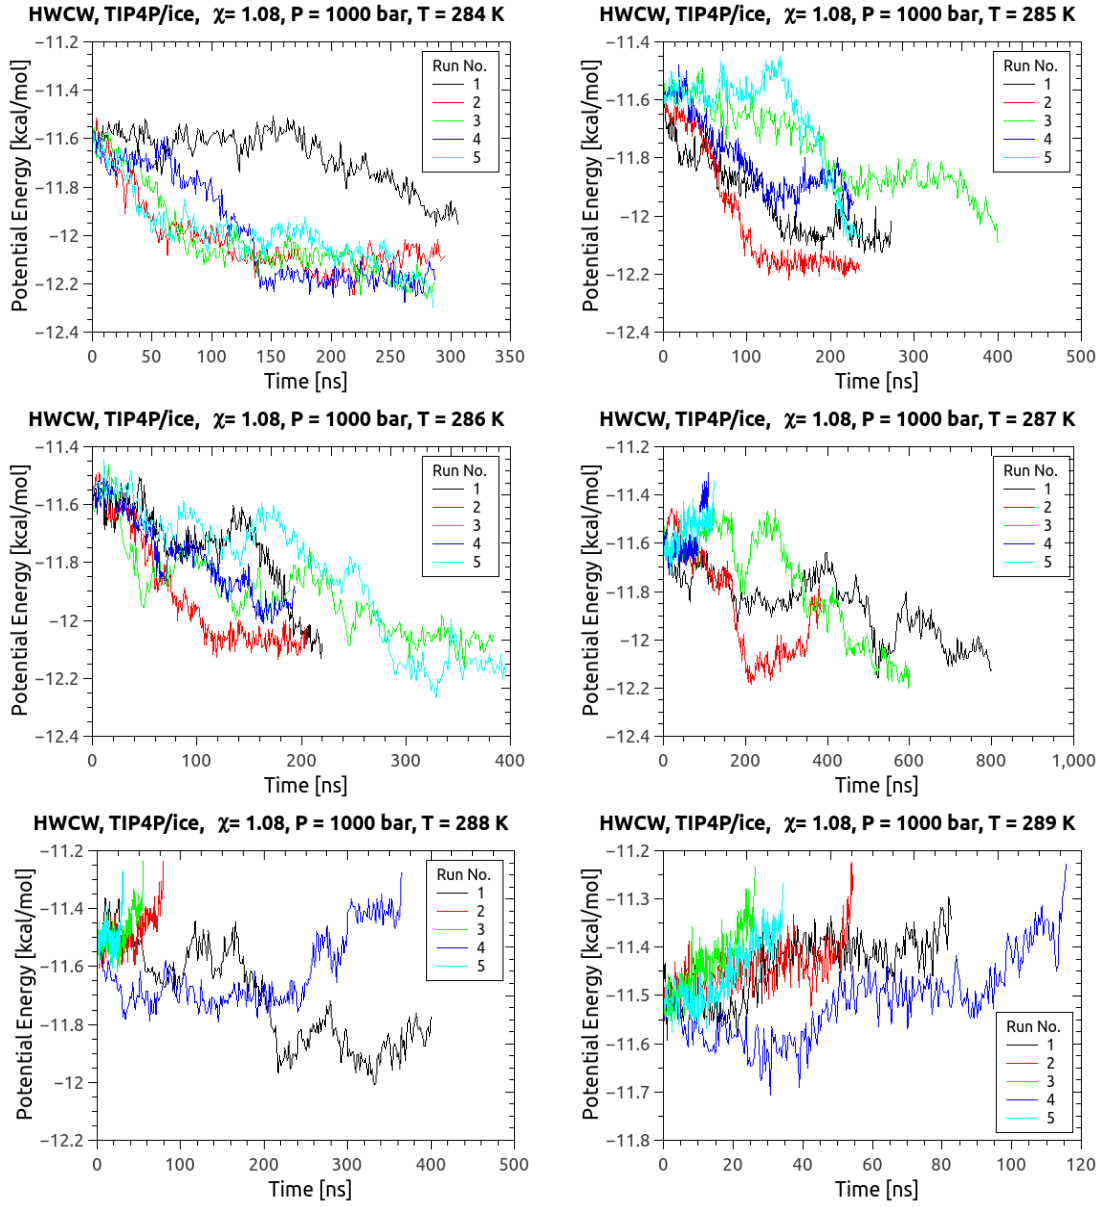 HWCW, TIP4P/ice, χ= 1.08, P = 1000 bar, T = 284 K
Potential Energy [kcal/mol]
−11.2
−11.4
−11.6
−11.8
−12
−12.2
−12.4
0 50 100 150 200 250 300 350
Time [ns]
Run No.
1
2
3
4
5
HWCW, TIP4P/ice, χ= 1.08, P = 1000 bar, T = 285 K
Potential Energy [kcal/mol]
−11.4
−11.6
−11.8
−12
−12.2
−12.4
0 100 200 300 400 500
Time [ns]
Run No.
1
2
3
4
5
HWCW, TIP4P/ice, χ= 1.08, P = 1000 bar, T = 286 K
Potential Energy [kcal/mol]
−11.4
−11.6
−11.8
−12
−12.2
−12.4
0 100 200 300 400
Time [ns]
Run No.
1
2
3
4
5
HWCW, TIP4P/ice, χ= 1.08, P = 1000 bar, T = 287 K
Potential Energy [kcal/mol]
−11.2
−11.4
−11.6
−11.8
−12
−12.2
−12.4
0 200 400 600 800 1,000
Time [ns]
Run No.
1
2
3
4
5
HWCW, TIP4P/ice, χ= 1.08, P = 1000 bar, T = 288 K
Potential Energy [kcal/mol]
−11.2
−11.4
−11.6
−11.8
−12
−12.2
0 100 200 300 400 500
Time [ns]
Run No.
1
2
3
4
5
HWCW, TIP4P/ice, χ= 1.08, P = 1000 bar, T = 289 K
Potential Energy [kcal/mol]
−11.2
−11.3
−11.4
−11.5
−11.6
−11.7
−11.8
0 20 40 60 80 100 120
Time [ns]
Run No.
1
2
3
4
5